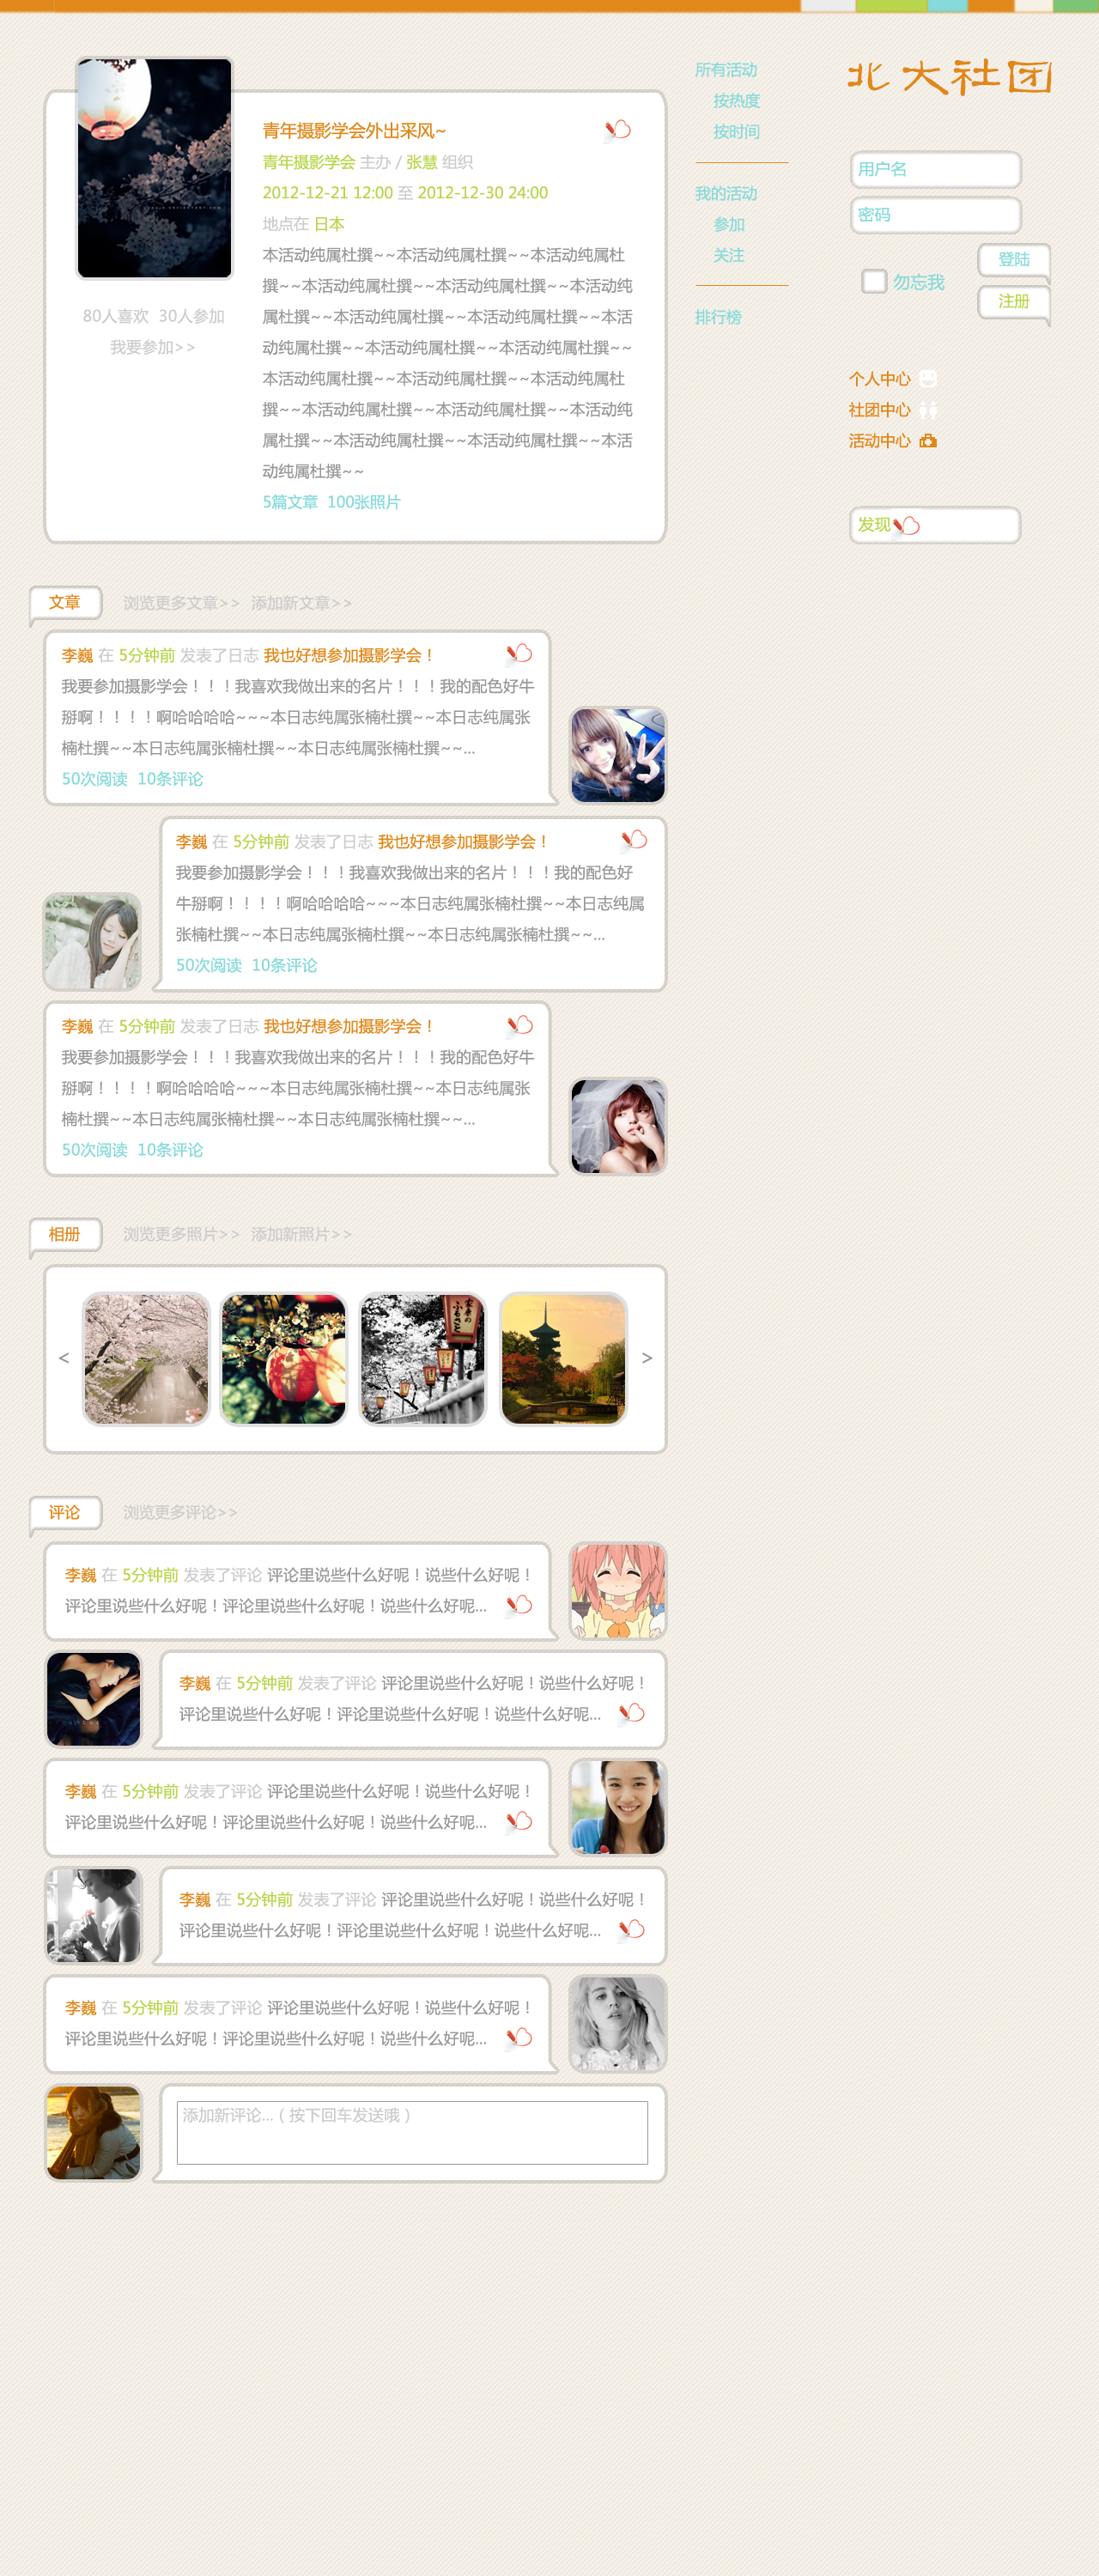 青年摄影学会外出采风~
青年摄影学会 主办 / 张慧 组织
2012-12-21 12:00 至 2012-12-30 24:00
地点在 日本
本活动纯属杜撰~~本活动纯属杜撰~~本活动纯属杜
撰~~本活动纯属杜撰~~本活动纯属杜撰~~本活动纯
属杜撰~~本活动纯属杜撰~~本活动纯属杜撰~~本活
动纯属杜撰~~本活动纯属杜撰~~本活动纯属杜撰~~
本活动纯属杜撰~~本活动纯属杜撰~~本活动纯属杜
撰~~本活动纯属杜撰~~本活动纯属杜撰~~本活动纯
属杜撰~~本活动纯属杜撰~~本活动纯属杜撰~~本活
动纯属杜撰~~
5篇文章 100张照片
80人喜欢 30人参加
我要参加>>
所有活动
按热度
按时间
我的活动
参加
关注
排行榜
北大社团
用户名
密码
登陆
勿忘我
注册
个人中心
社团中心
活动中心
发现
文章 浏览更多文章>> 添加新文章>>
李巍 在 5分钟前 发表了日志 我也好想参加摄影学会！
我要参加摄影学会！！！我喜欢我做出来的名片！！！我的配色好牛
掰啊！！！！啊哈哈哈哈~~~本日志纯属张楠杜撰~~本日志纯属张
楠杜撰~~本日志纯属张楠杜撰~~本日志纯属张楠杜撰~~...
50次阅读 10条评论
李巍 在 5分钟前 发表了日志 我也好想参加摄影学会！
我要参加摄影学会！！！我喜欢我做出来的名片！！！我的配色好
牛掰啊！！！！啊哈哈哈哈~~~本日志纯属张楠杜撰~~本日志纯属
张楠杜撰~~本日志纯属张楠杜撰~~本日志纯属张楠杜撰~~...
50次阅读 10条评论
李巍 在 5分钟前 发表了日志 我也好想参加摄影学会！
我要参加摄影学会！！！我喜欢我做出来的名片！！！我的配色好牛
掰啊！！！！啊哈哈哈哈~~~本日志纯属张楠杜撰~~本日志纯属张
楠杜撰~~本日志纯属张楠杜撰~~本日志纯属张楠杜撰~~...
50次阅读 10条评论
相册 浏览更多照片>> 添加新照片>>
< >
评论 浏览更多评论>>
李巍 在 5分钟前 发表了评论 评论里说些什么好呢！说些什么好呢！
评论里说些什么好呢！评论里说些什么好呢！说些什么好呢...
李巍 在 5分钟前 发表了评论 评论里说些什么好呢！说些什么好呢！
评论里说些什么好呢！评论里说些什么好呢！说些什么好呢...
李巍 在 5分钟前 发表了评论 评论里说些什么好呢！说些什么好呢！
评论里说些什么好呢！评论里说些什么好呢！说些什么好呢...
李巍 在 5分钟前 发表了评论 评论里说些什么好呢！说些什么好呢！
评论里说些什么好呢！评论里说些什么好呢！说些什么好呢...
李巍 在 5分钟前 发表了评论 评论里说些什么好呢！说些什么好呢！
评论里说些什么好呢！评论里说些什么好呢！说些什么好呢...
添加新评论...（按下回车发送哦）